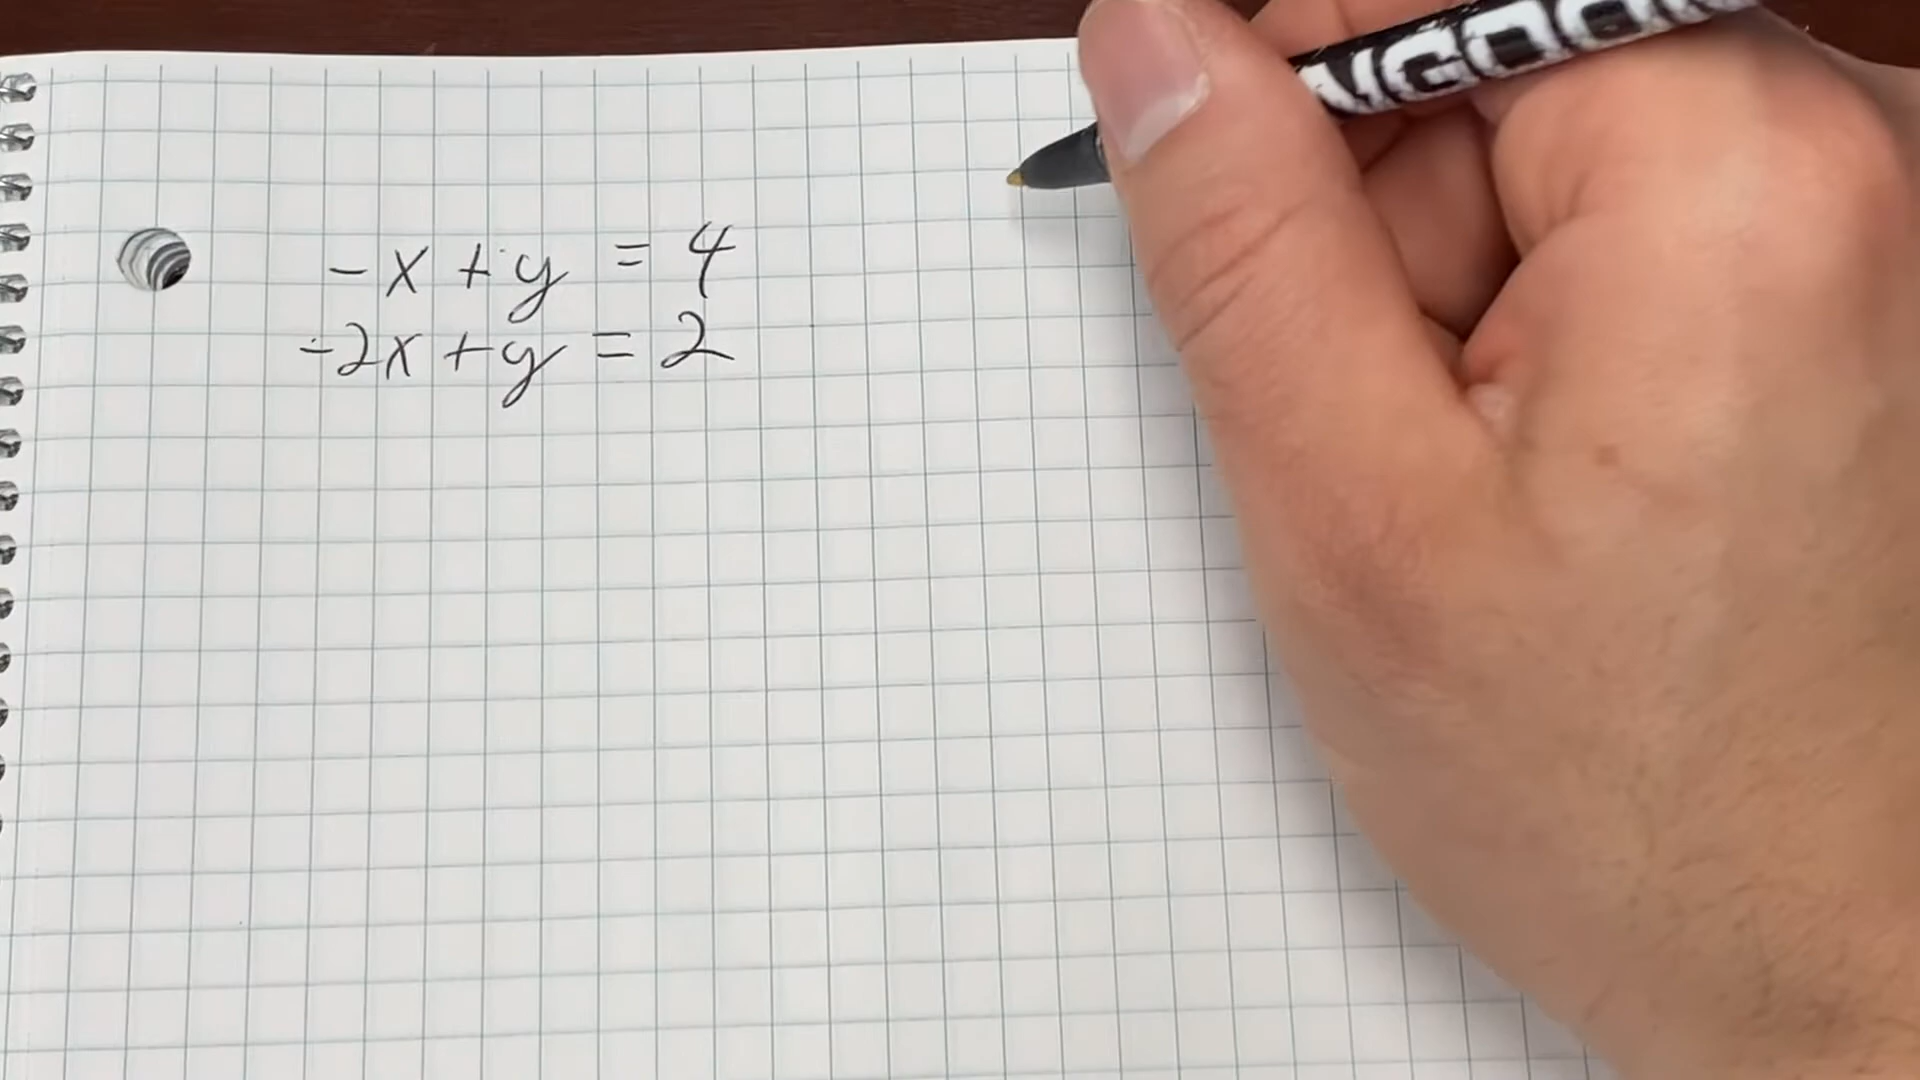 -x + y = 4
-2x + y = 2